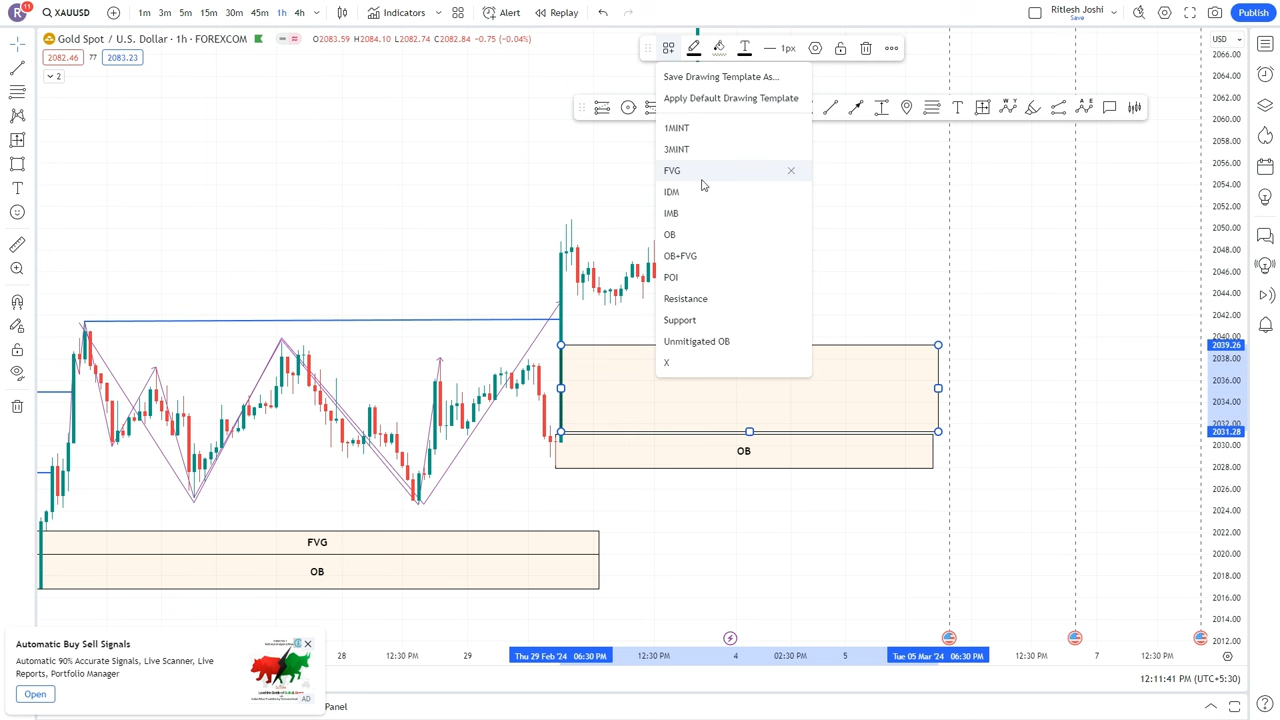 R 11 XAUUSD 1m 3m 5m 15m 30m 45m 1h 4h Indicators Alert Replay Ritlesh Joshi Save Publish
Gold Spot / U.S. Dollar · 1h · FOREXCOM O2083.59 H2084.10 L2082.74 C2082.84 −0.75 (−0.04%)
2082.46 77 2083.23
2
1px
Save Drawing Template As...
Apply Default Drawing Template
1MINT
3MINT
FVG
IDM
IMB
OB
OB+FVG
POI
Resistance
Support
Unmitigated OB
X
T
W Y
A E
USD
2066.00
2064.00
2062.00
2060.00
2058.00
2056.00
2054.00
2052.00
2050.00
2048.00
2046.00
2044.00
2042.00
2040.00
2039.26
2038.00
2036.00
2034.00
2032.00
2031.28
2028.00
2026.00
2024.00
2022.00
2020.00
2018.00
2016.00
2014.00
2012.00
OB
FVG
OB
Automatic Buy Sell Signals
Automatic 90% Accurate Signals, Live Scanner, Live
Reports, Portfolio Manager
Open
AD
28 12:30 PM 29 Thu 29 Feb '24 06:30 PM 12:30 PM 4 02:30 PM 5 Tue 05 Mar '24 06:30 PM 12:30 PM 7 12:30 PM
12:11:41 PM (UTC+5:30)
Panel